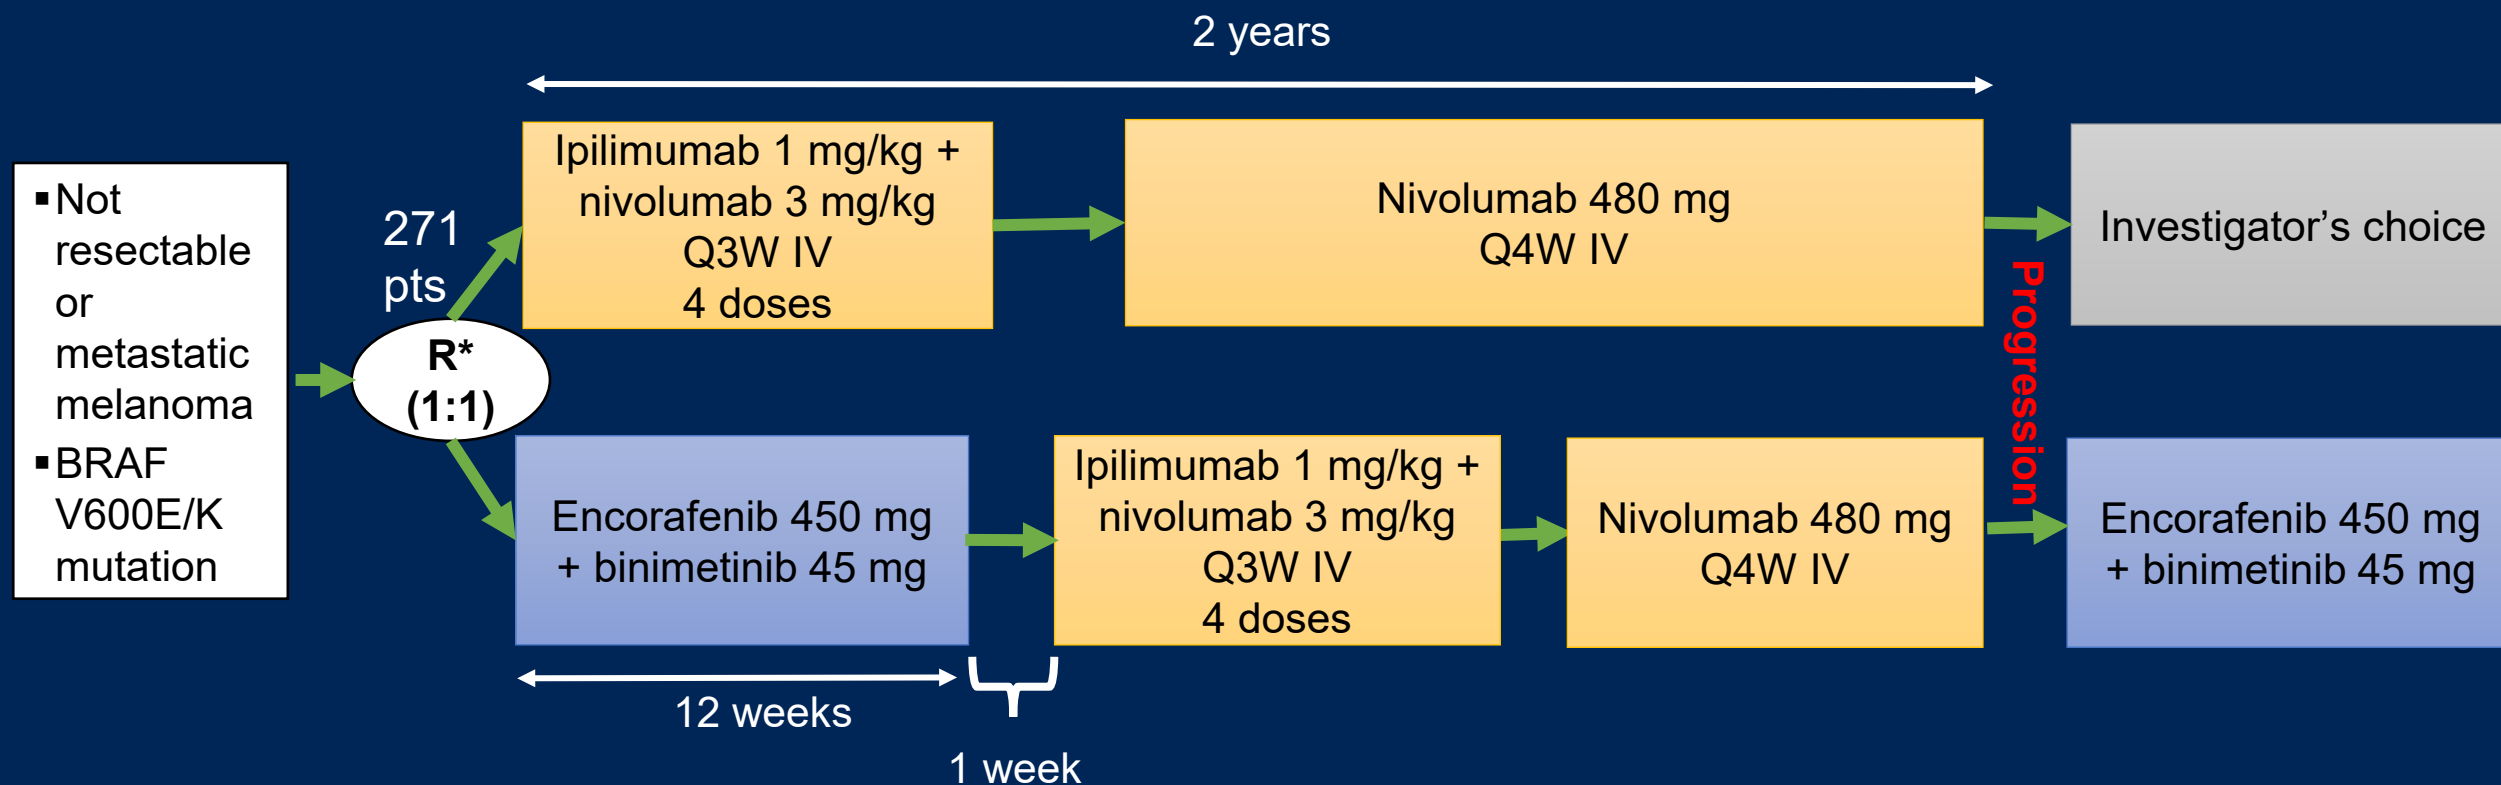 2 years
▪Not
resectable
or
metastatic
melanoma
▪BRAF
V600E/K
mutation
271
pts
R*
(1:1)
Ipilimumab 1 mg/kg +
nivolumab 3 mg/kg
Q3W IV
4 doses
Nivolumab 480 mg
Q4W IV
Investigator’s choice
Progression
Encorafenib 450 mg
+ binimetinib 45 mg
Ipilimumab 1 mg/kg +
nivolumab 3 mg/kg
Q3W IV
4 doses
Nivolumab 480 mg
Q4W IV
Encorafenib 450 mg
+ binimetinib 45 mg
12 weeks
1 week